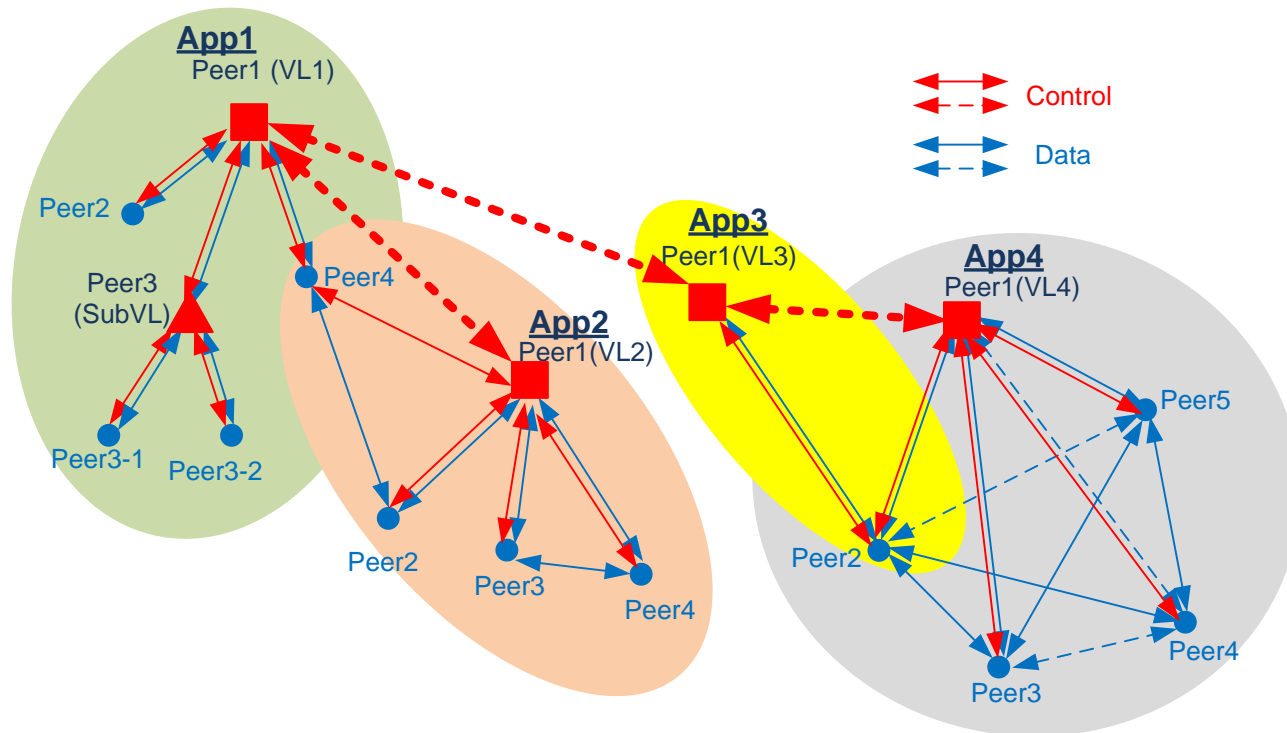 App1
Peer1 (VL1)
Control
Data
Peer2
App3
Peer1(VL3)
App4
Peer1(VL4)
Peer3
(SubVL)
Peer4
App2
Peer1(VL2)
Peer5
Peer3-1
Peer3-2
Peer2
Peer3
Peer4
Peer2
Peer3
Peer4